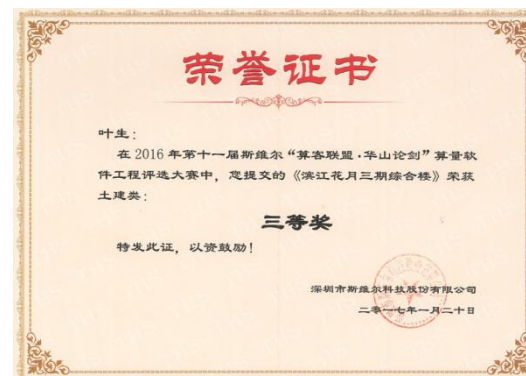 荣誉证书
叶生：
在 2016 年第十一届斯维尔“算客联盟·华山论剑”算量软
件工程评选大赛中，您提交的《滨江花月三期综合楼》荣获
土建类：
三等奖
特发此证，以资鼓励！
深圳市斯维尔科技股份有限公司
二零一七年一月二十日